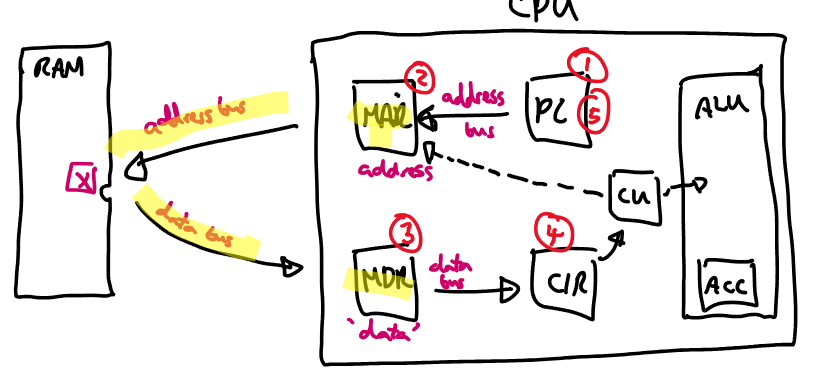 CPU
RAM
address bus
X
data bus
MAR
2
address
address
bus
PC
1
5
ALU
CU
MDR
3
'data'
data
bus
CIR
4
ACC